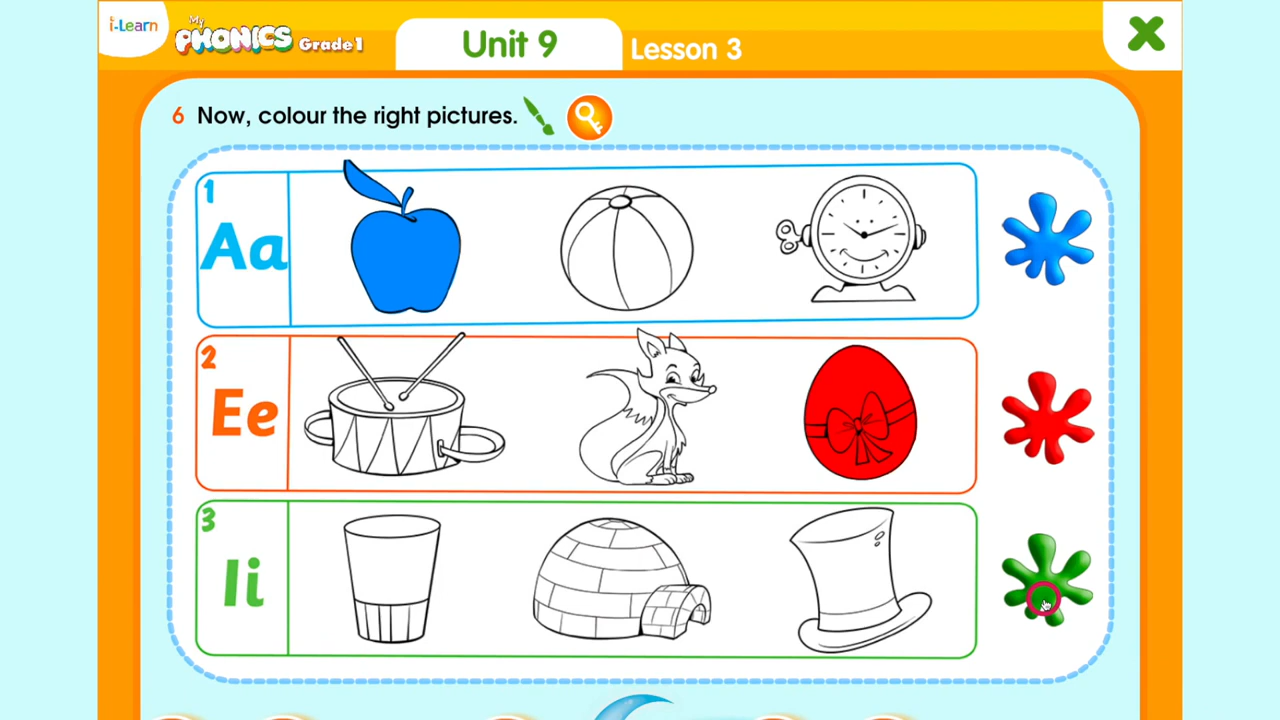 i-Learn
My
PHONICS Grade 1
Unit 9
Lesson 3
6 Now, colour the right pictures.
1
Aa
2
Ee
3
Ii